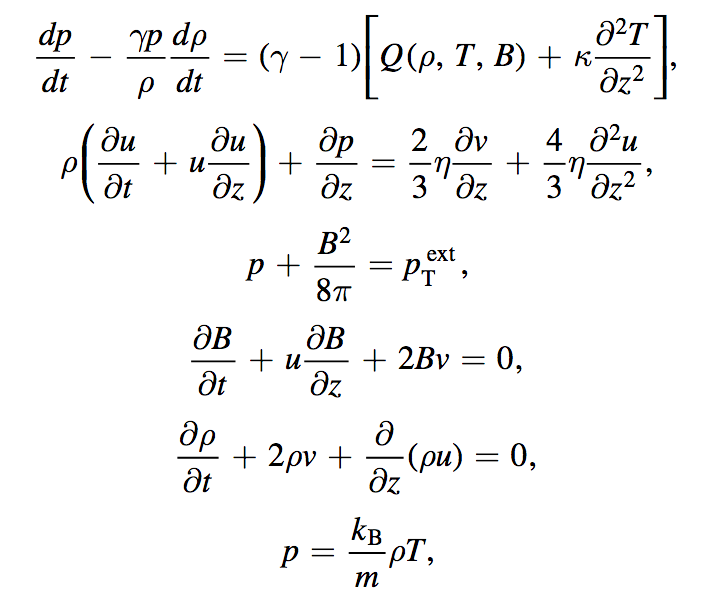 dp/dt − γp/ρ dρ/dt = (γ − 1)[Q(ρ, T, B) + κ ∂²T/∂z²],
ρ(∂u/∂t + u ∂u/∂z) + ∂p/∂z = 2/3 η ∂v/∂z + 4/3 η ∂²u/∂z²,
p + B²/8π = p_T^ext,
∂B/∂t + u ∂B/∂z + 2Bv = 0,
∂ρ/∂t + 2ρv + ∂/∂z (ρu) = 0,
p = k_B/m ρT,